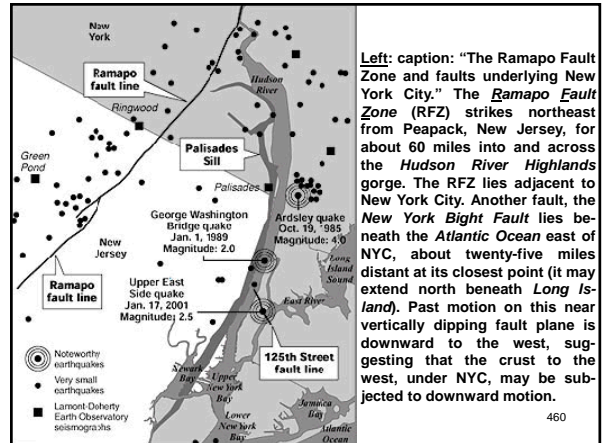 New
York
Ramapo
fault line
Hudson
River
Ringwood
Palisades
Sill
Green
Pond
Palisades
George Washington
Bridge quake
Jan. 1, 1989
Magnitude: 2.0
Ardsley quake
Oct. 19, 1985
Magnitude: 4.0
New
Jersey
Long
Island
Sound
Ramapo
fault line
Upper East
Side quake
Jan. 17, 2001
Magnitude: 2.5
East River
125th Street
fault line
Noteworthy
earthquakes
Very small
earthquakes
Lamont-Doherty
Earth Observatory
seismographs
Newark
Bay
Upper
New York
Bay
Lower
New York
Bay
Jamaica
Bay
Atlantic
Ocean
Left: caption: “The Ramapo Fault
Zone and faults underlying New
York City.” The Ramapo Fault
Zone (RFZ) strikes northeast
from Peapack, New Jersey, for
about 60 miles into and across
the Hudson River Highlands
gorge. The RFZ lies adjacent to
New York City. Another fault, the
New York Bight Fault lies be-
neath the Atlantic Ocean east of
NYC, about twenty-five miles
distant at its closest point (it may
extend north beneath Long Is-
land). Past motion on this near
vertically dipping fault plane is
downward to the west, sug-
gesting that the crust to the
west, under NYC, may be sub-
jected to downward motion.
460